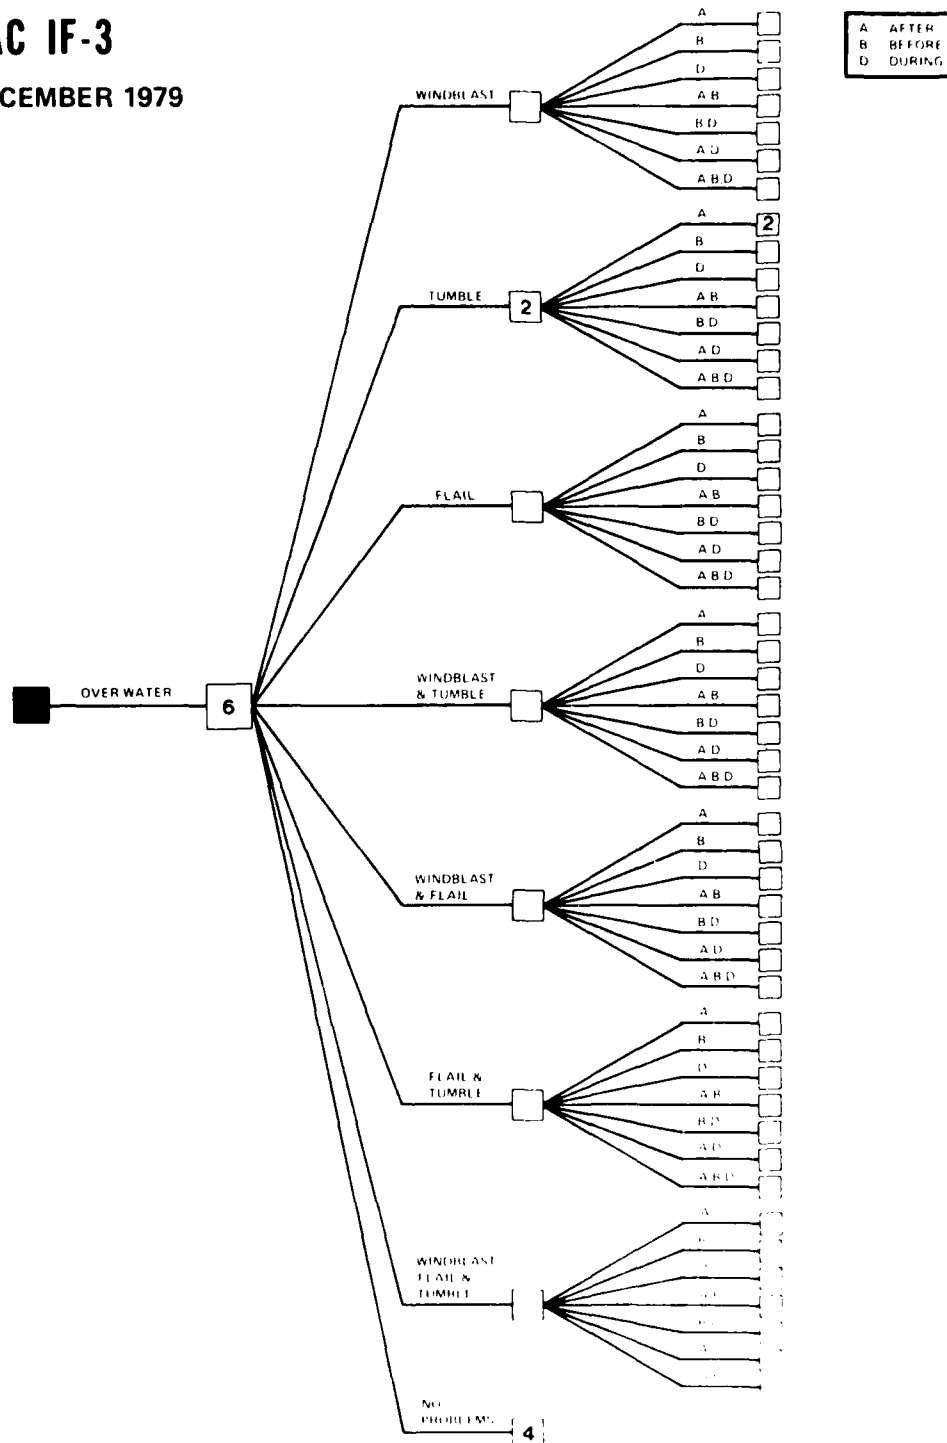 AC IF-3
CEMBER 1979
A AFTER
B BEFORE
D DURING
WINDBLAST
A
B
D
A B
B D
A D
A B D
TUMBLE
2
A
2
B
D
A B
B D
A D
A B D
FLAIL
A
B
D
A B
B D
A D
A B D
OVER WATER
6
WINDBLAST
& TUMBLE
A
B
D
A B
B D
A D
A B D
WINDBLAST
& FLAIL
A
B
D
A B
B D
A D
A B D
FLAIL &
TUMBLE
A
B
D
A B
B D
A D
A B D
WINDBLAST
FLAIL &
TUMBLE
A
NO
PROBLEMS
4